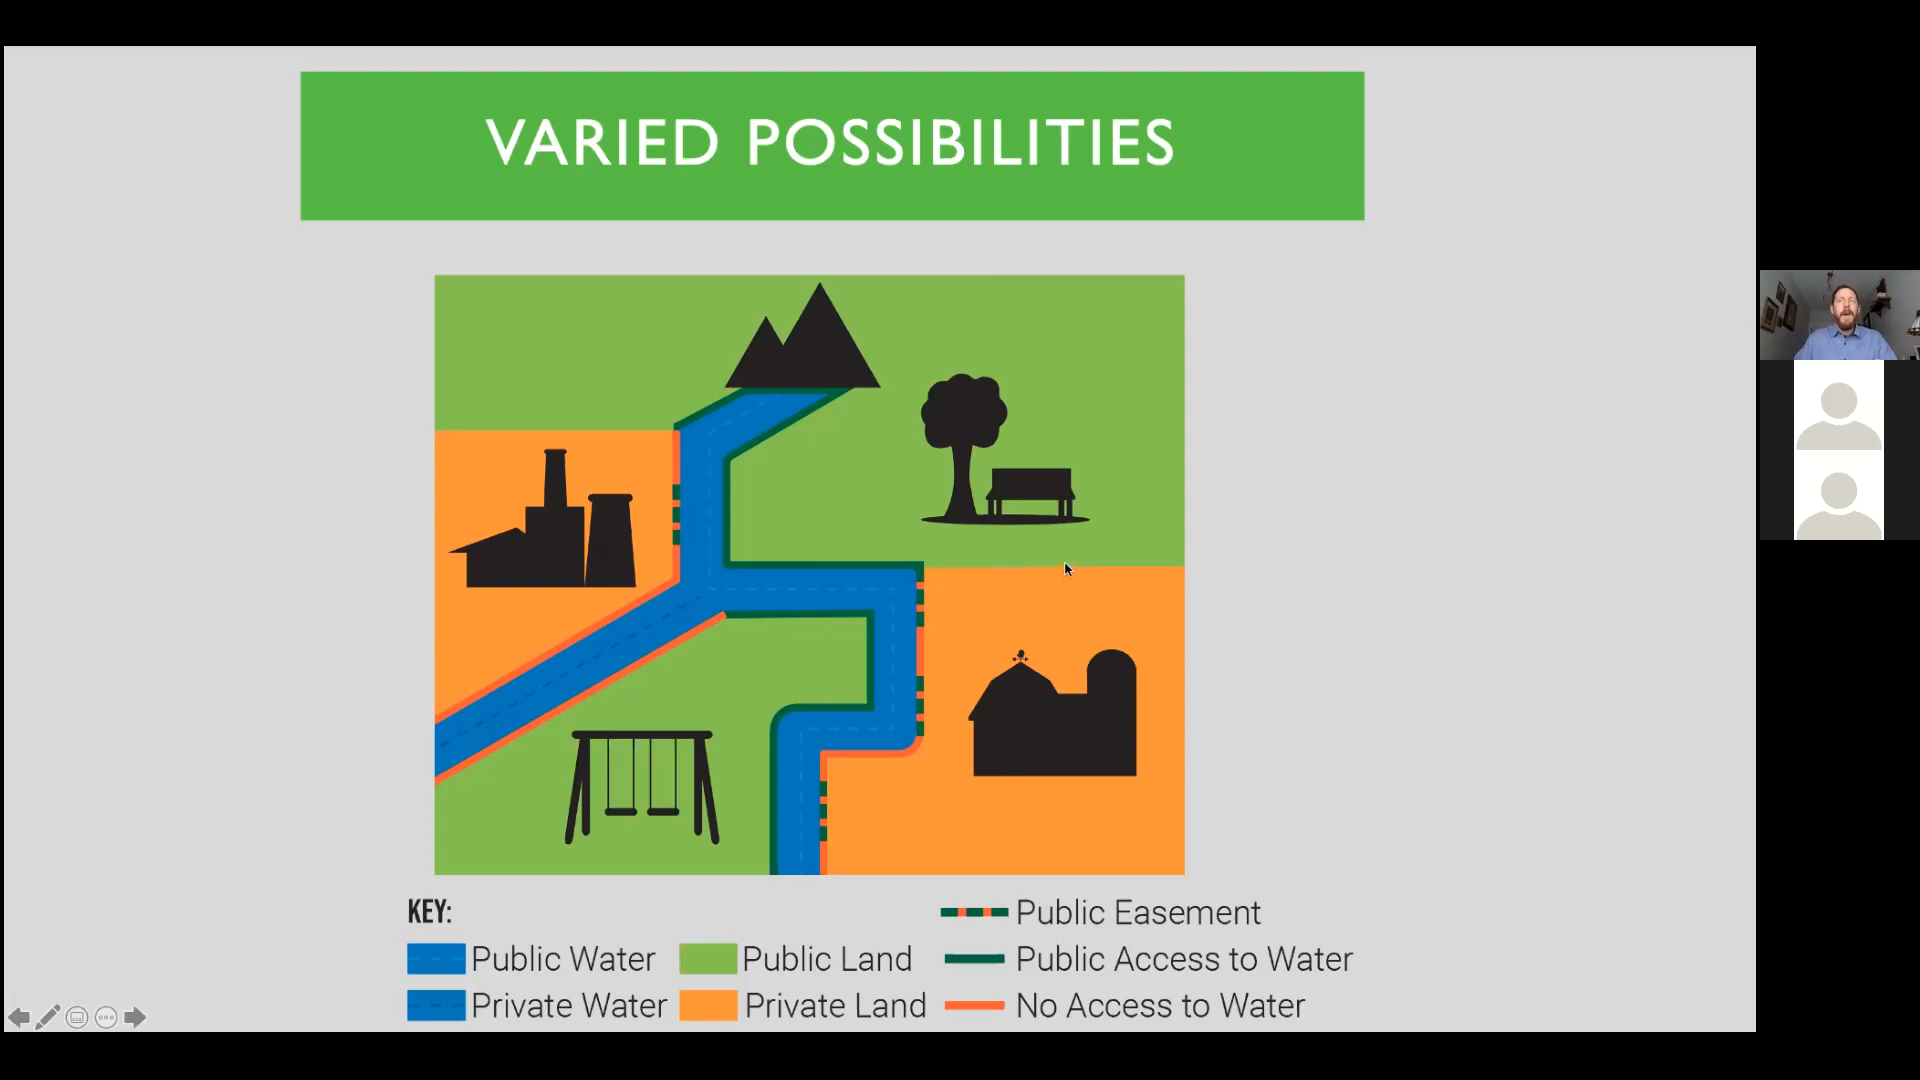 VARIED POSSIBILITIES
KEY:
Public Easement
Public Water
Public Land
Public Access to Water
Private Water
Private Land
No Access to Water